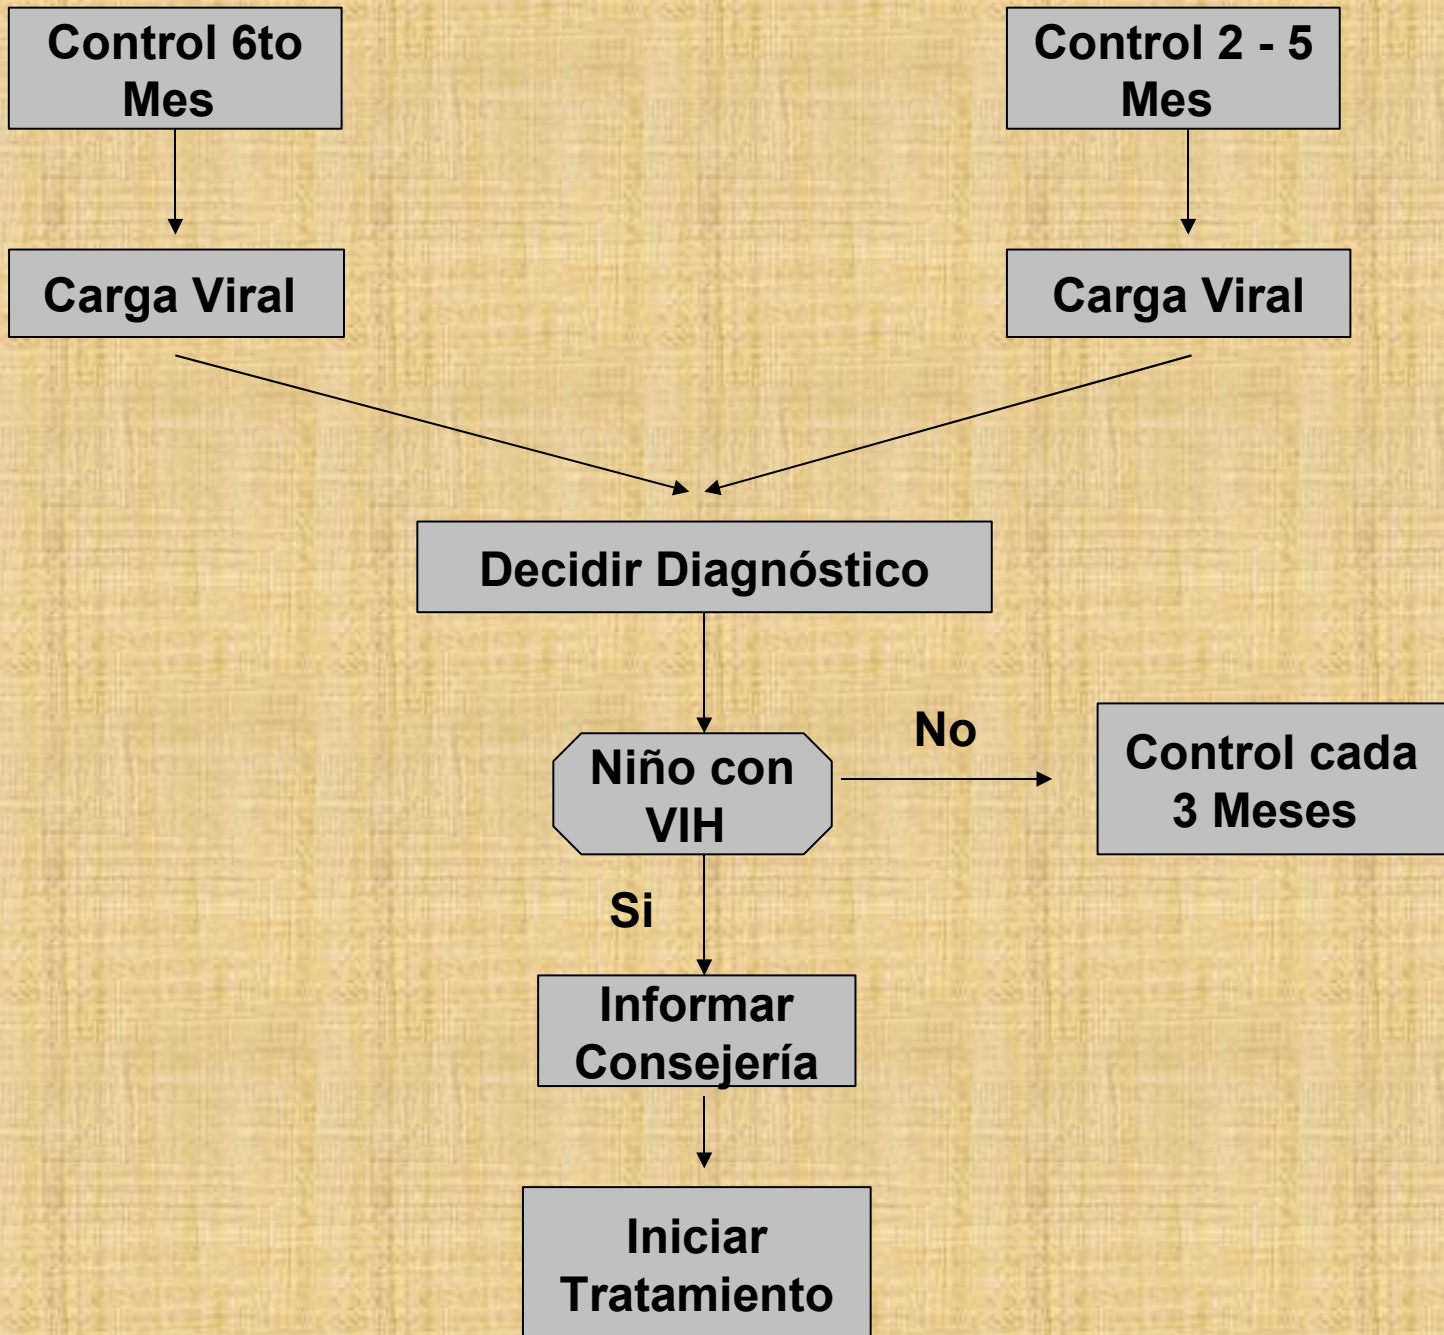 Control 6to
Mes
Control 2 - 5
Mes
Carga Viral
Carga Viral
Decidir Diagnóstico
Niño con
VIH
No
Control cada
3 Meses
Si
Informar
Consejería
Iniciar
Tratamiento